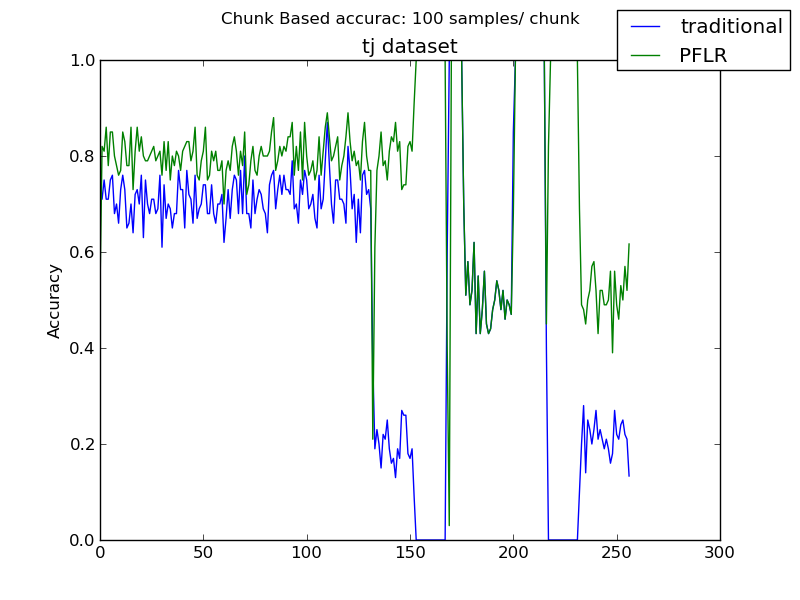 Chunk Based accurac: 100 samples/ chunk
tj dataset
traditional
PFLR
1.0
0.8
0.6
0.4
0.2
0.0
Accuracy
0 50 100 150 200 250 300